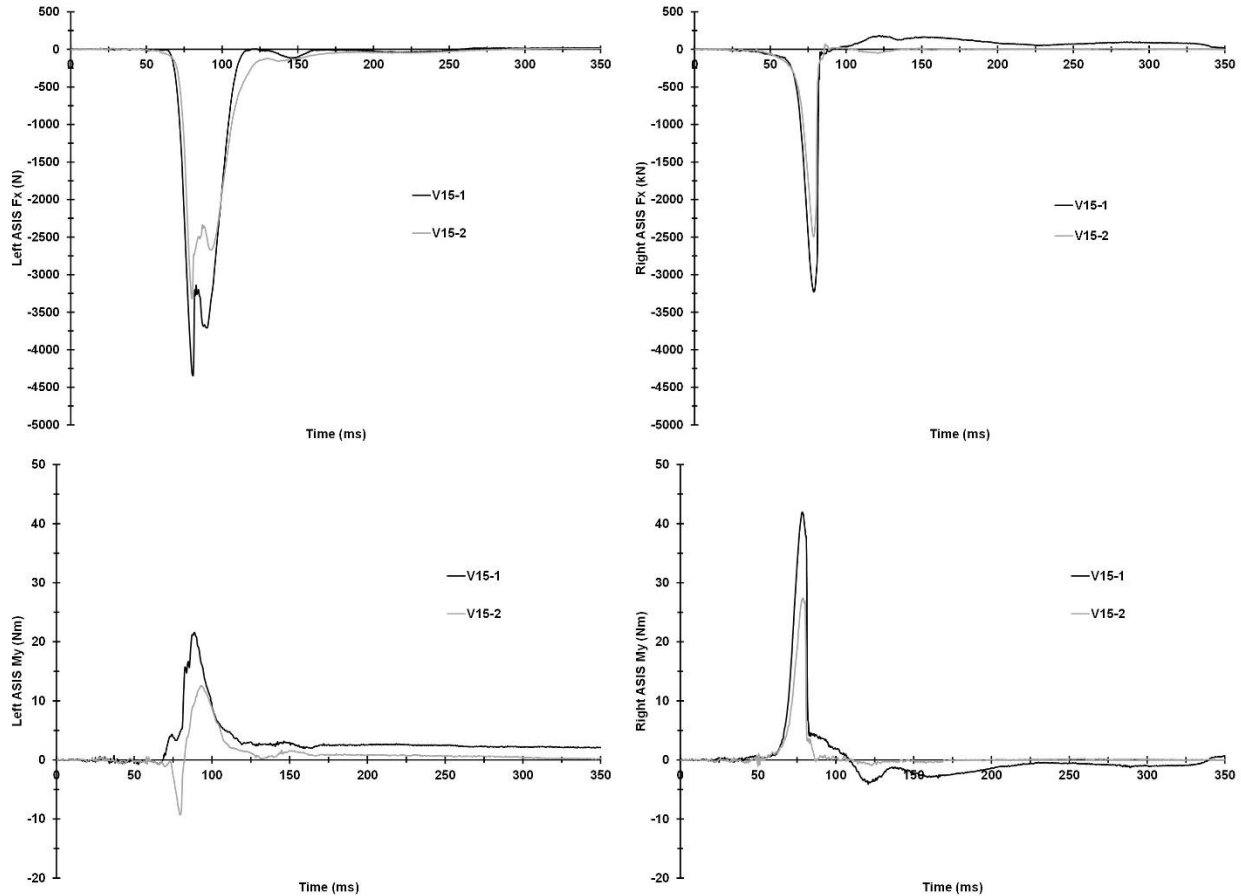 500
0
-500
-1000
-1500
-2000
-2500
-3000
-3500
-4000
-4500
-5000
Left ASIS Fx (N)
0 50 100 150 200 250 300 350
V15-1
V15-2
Time (ms)
500
0
-500
-1000
-1500
-2000
-2500
-3000
-3500
-4000
-4500
-5000
Right ASIS Fx (kN)
0 50 100 150 200 250 300 350
V15-1
V15-2
Time (ms)
50
40
30
20
10
0
-10
-20
Left ASIS My (Nm)
0 50 100 150 200 250 300 350
V15-1
V15-2
Time (ms)
50
40
30
20
10
0
-10
-20
Right ASIS My (Nm)
0 50 100 150 200 250 300 350
V15-1
V15-2
Time (ms)